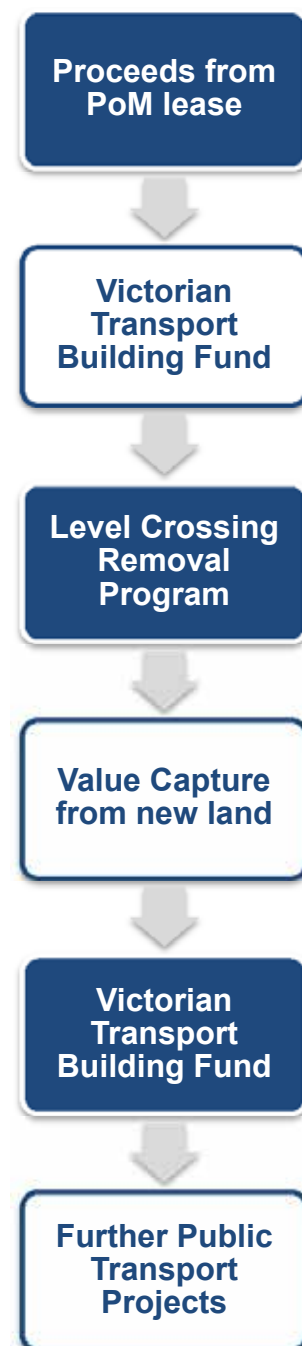 Proceeds from
PoM lease
Victorian
Transport
Building Fund
Level Crossing
Removal
Program
Value Capture
from new land
Victorian
Transport
Building Fund
Further Public
Transport
Projects